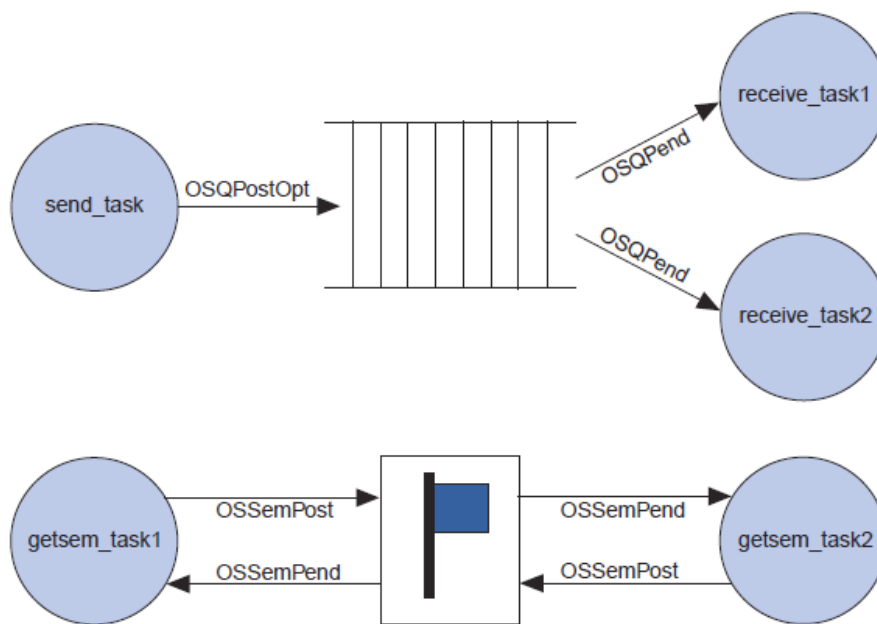 receive_task1
OSQPend
OSQPostOpt
send_task
OSQPend
receive_task2
OSSemPost
OSSemPend
getsem_task1
getsem_task2
OSSemPend
OSSemPost